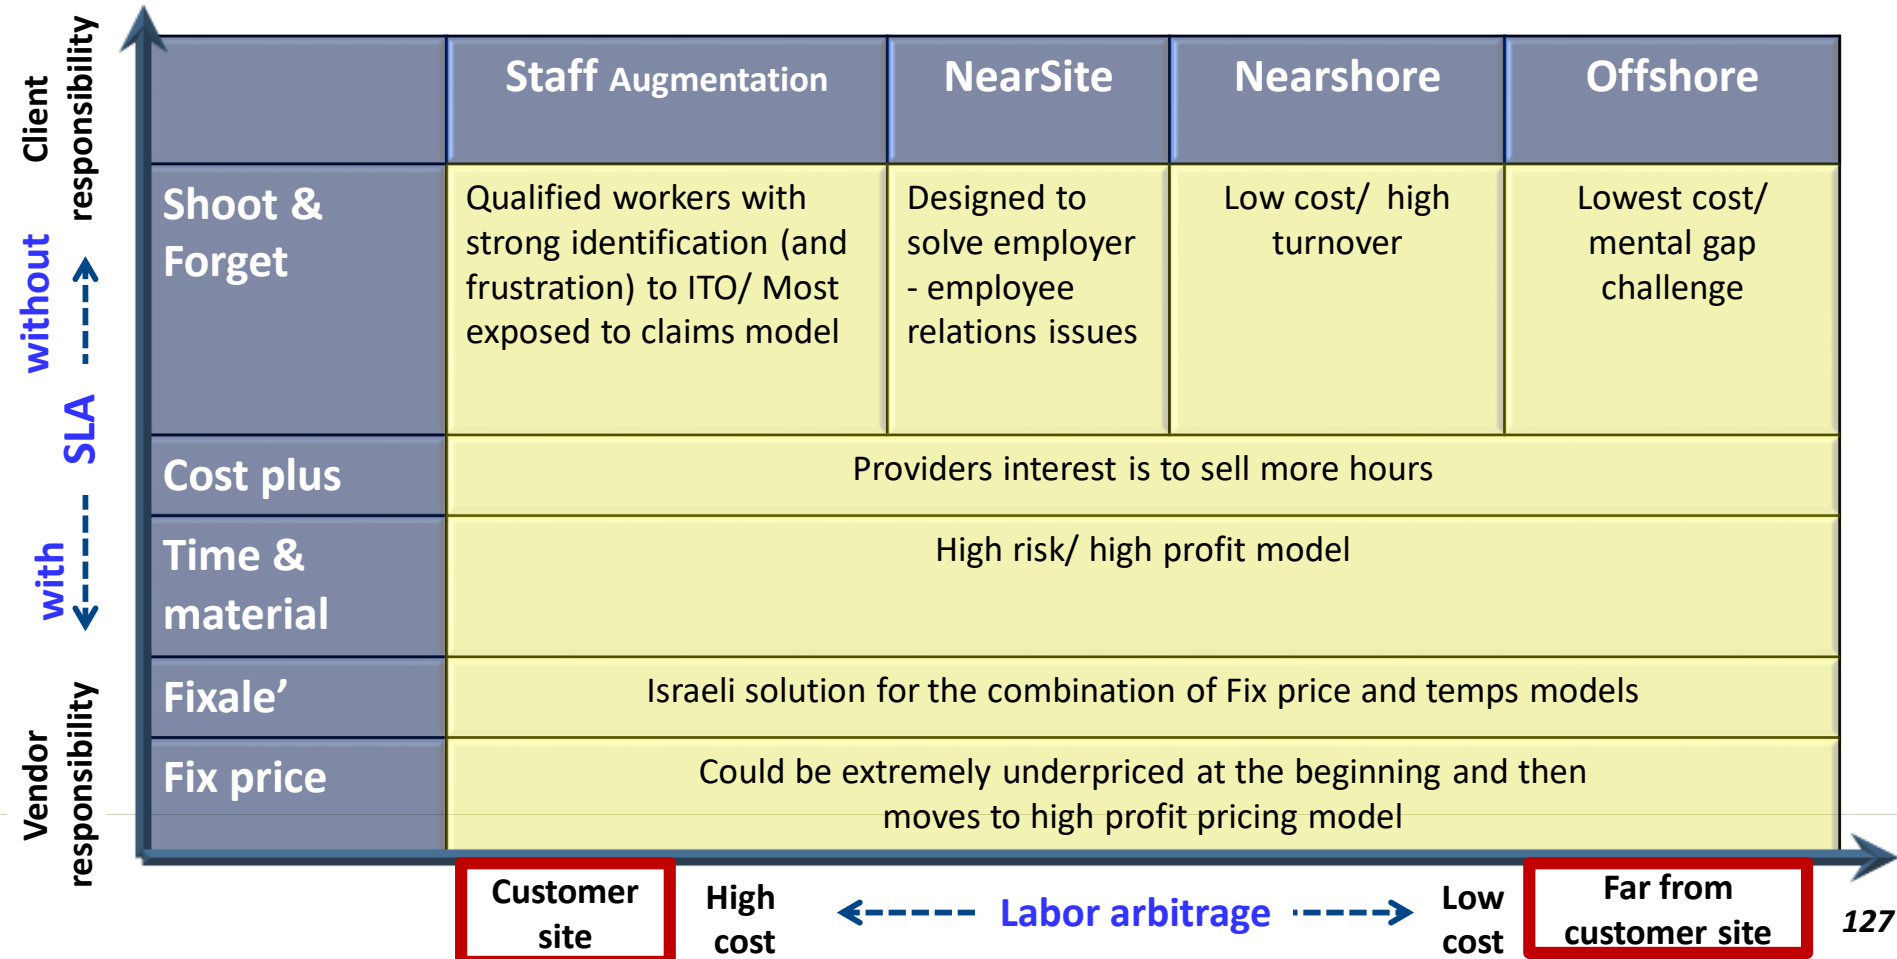 Client
responsibility
without
SLA
with
Vendor
responsibility
Staff Augmentation
NearSite
Nearshore
Offshore
Shoot &
Forget
Qualified workers with
strong identification (and
frustration) to ITO/ Most
exposed to claims model
Designed to
solve employer
- employee
relations issues
Low cost/ high
turnover
Lowest cost/
mental gap
challenge
Cost plus
Providers interest is to sell more hours
Time &
material
High risk/ high profit model
Fixale’
Israeli solution for the combination of Fix price and temps models
Fix price
Could be extremely underpriced at the beginning and then
moves to high profit pricing model
Customer
site
High
cost
Labor arbitrage
Low
cost
Far from
customer site
127